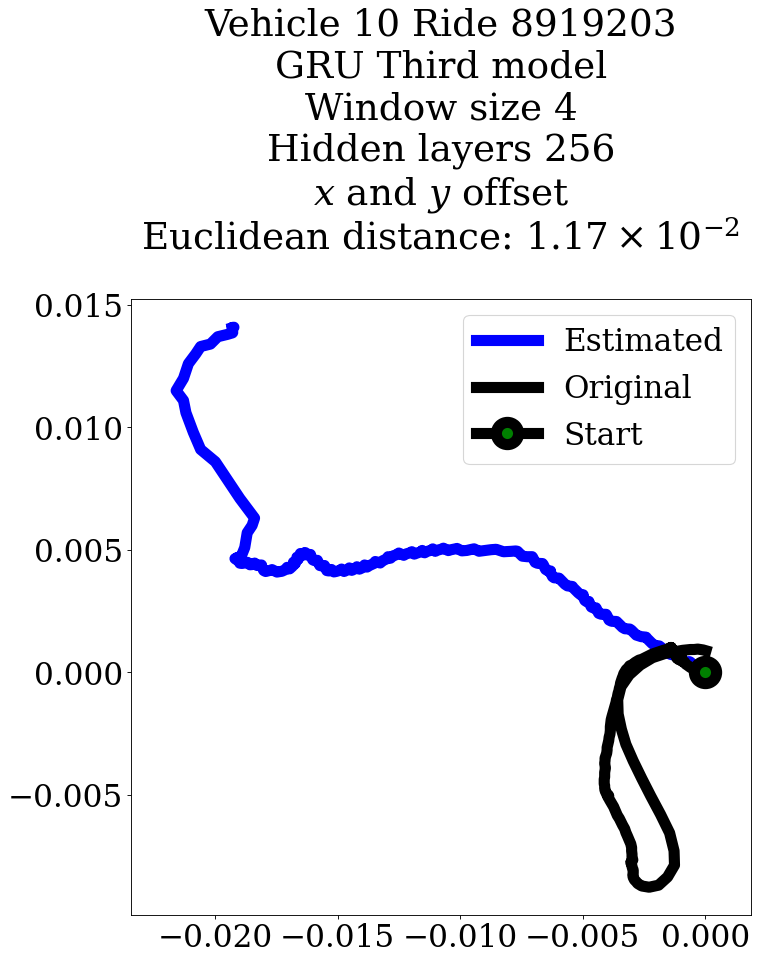 Vehicle 10 Ride 8919203
GRU Third model
Window size 4
Hidden layers 256
x and y offset
Euclidean distance: 1.17 × 10⁻²
Estimated
Original
Start
0.015
0.010
0.005
0.000
−0.005
−0.020 −0.015 −0.010 −0.005 0.000